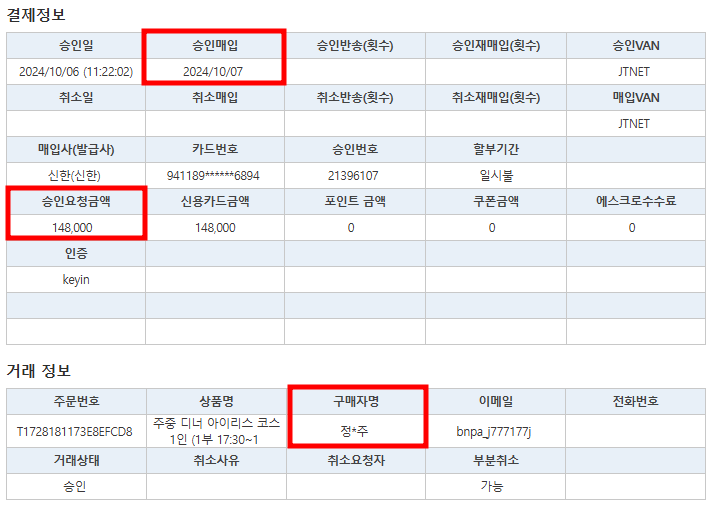 결제정보
승인일 승인매입 승인반송(횟수) 승인재매입(횟수) 승인VAN
2024/10/06 (11:22:02) 2024/10/07 JTNET
취소일 취소매입 취소반송(횟수) 취소재매입(횟수) 매입VAN
JTNET
매입사(발급사) 카드번호 승인번호 할부기간
신한(신한) 941189******6894 21396107 일시불
승인요청금액 신용카드금액 포인트 금액 쿠폰금액 에스크로수수료
148,000 148,000 0 0 0
인증
keyin
거래 정보
주문번호 상품명 구매자명 이메일 전화번호
T1728181173E8EFCD8 주중 디너 아이리스 코스 정*주 bnpa_j777177j
1인 (1부 17:30~1
거래상태 취소사유 취소요청자 부분취소
승인 가능